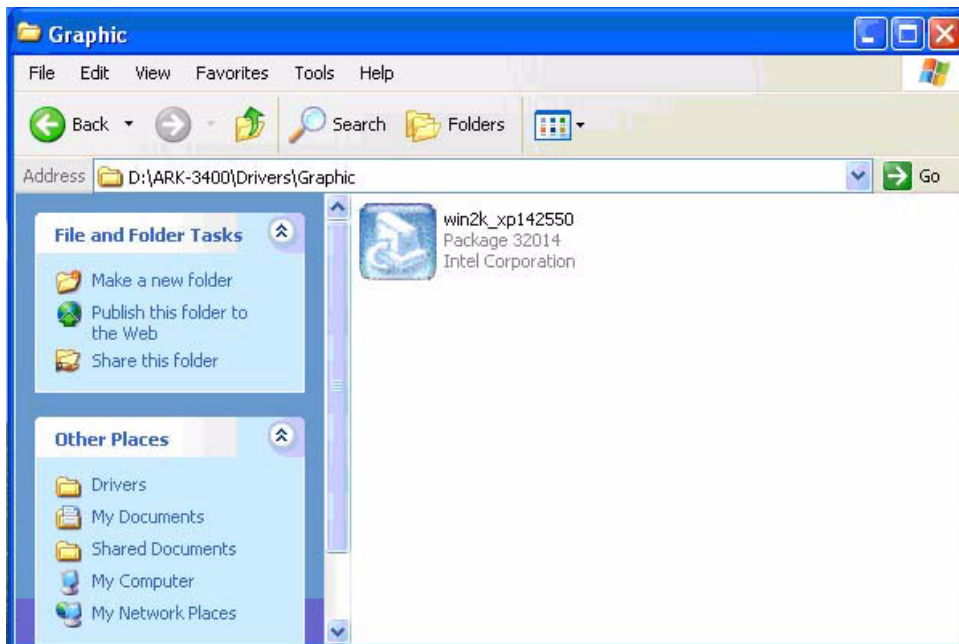 Graphic
File Edit View Favorites Tools Help
Back Search Folders
Address D:\ARK-3400\Drivers\Graphic Go
File and Folder Tasks
Make a new folder
Publish this folder to
the Web
Share this folder
Other Places
Drivers
My Documents
Shared Documents
My Computer
My Network Places
win2k_xp142550
Package 32014
Intel Corporation